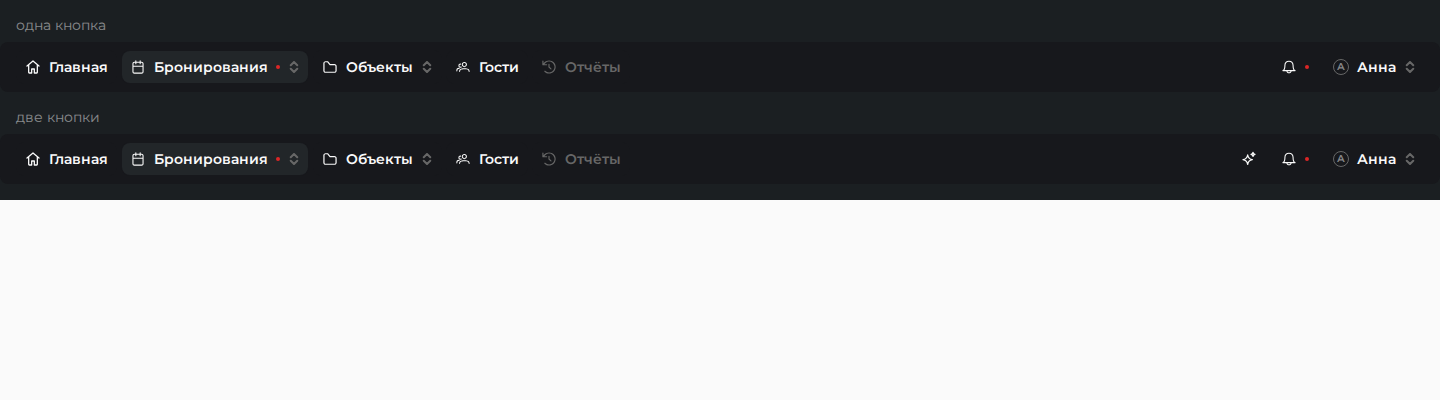 одна кнопка
Главная Бронирования Объекты Гости Отчёты A Анна
две кнопки
Главная Бронирования Объекты Гости Отчёты A Анна